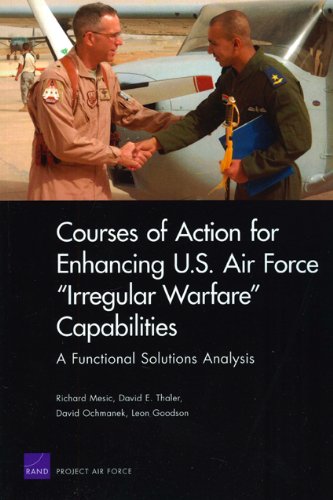 Courses of Action for
Enhancing U.S. Air Force
“Irregular Warfare”
Capabilities
A Functional Solutions Analysis
Richard Mesic, David E. Thaler,
David Ochmanek, Leon Goodson
RAND
PROJECT AIR FORCE